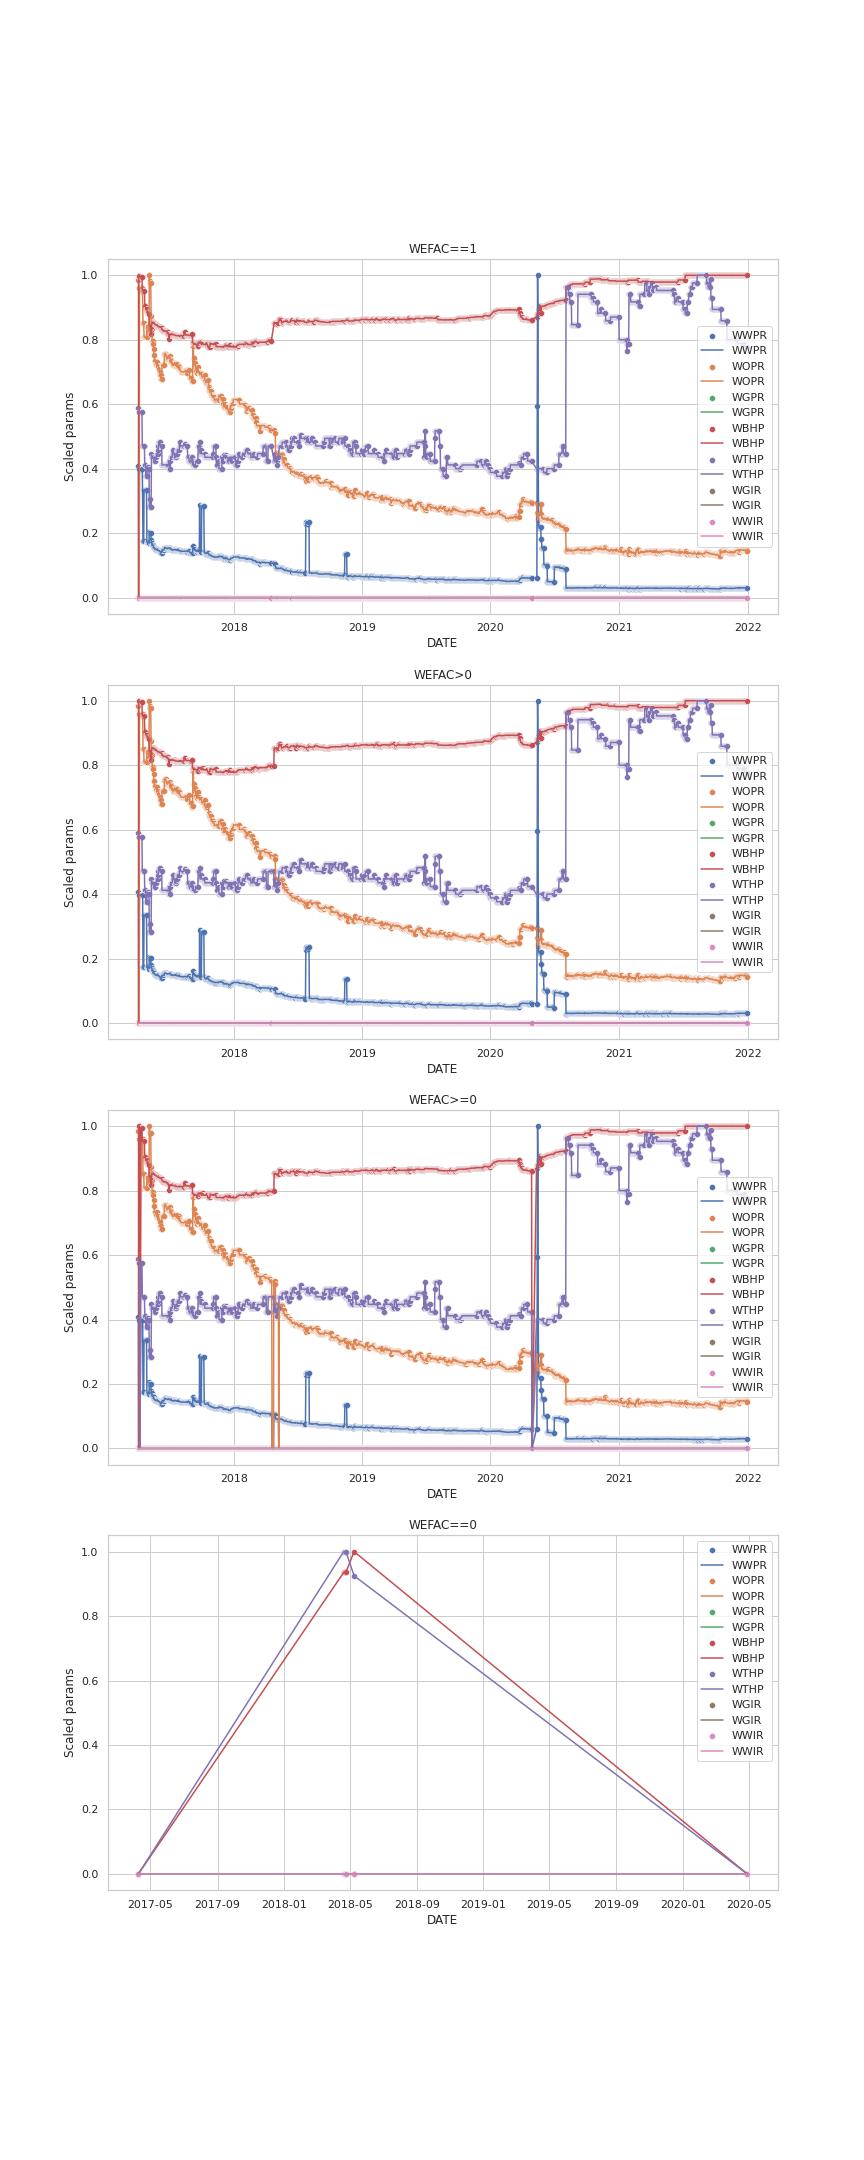 WEFAC==1
1.0
0.8
0.6
0.4
0.2
0.0
Scaled params
WWPR
WWPR
WOPR
WOPR
WGPR
WGPR
WBHP
WBHP
WTHP
WTHP
WGIR
WGIR
WWIR
WWIR
2018 2019 2020 2021 2022
DATE
WEFAC>0
1.0
0.8
0.6
0.4
0.2
0.0
Scaled params
WWPR
WWPR
WOPR
WOPR
WGPR
WGPR
WBHP
WBHP
WTHP
WTHP
WGIR
WGIR
WWIR
WWIR
2018 2019 2020 2021 2022
DATE
WEFAC>=0
1.0
0.8
0.6
0.4
0.2
0.0
Scaled params
WWPR
WWPR
WOPR
WOPR
WGPR
WGPR
WBHP
WBHP
WTHP
WTHP
WGIR
WGIR
WWIR
WWIR
2018 2019 2020 2021 2022
DATE
WEFAC==0
1.0
0.8
0.6
0.4
0.2
0.0
Scaled params
WWPR
WWPR
WOPR
WOPR
WGPR
WGPR
WBHP
WBHP
WTHP
WTHP
WGIR
WGIR
WWIR
WWIR
2017-05 2017-09 2018-01 2018-05 2018-09 2019-01 2019-05 2019-09 2020-01 2020-05
DATE